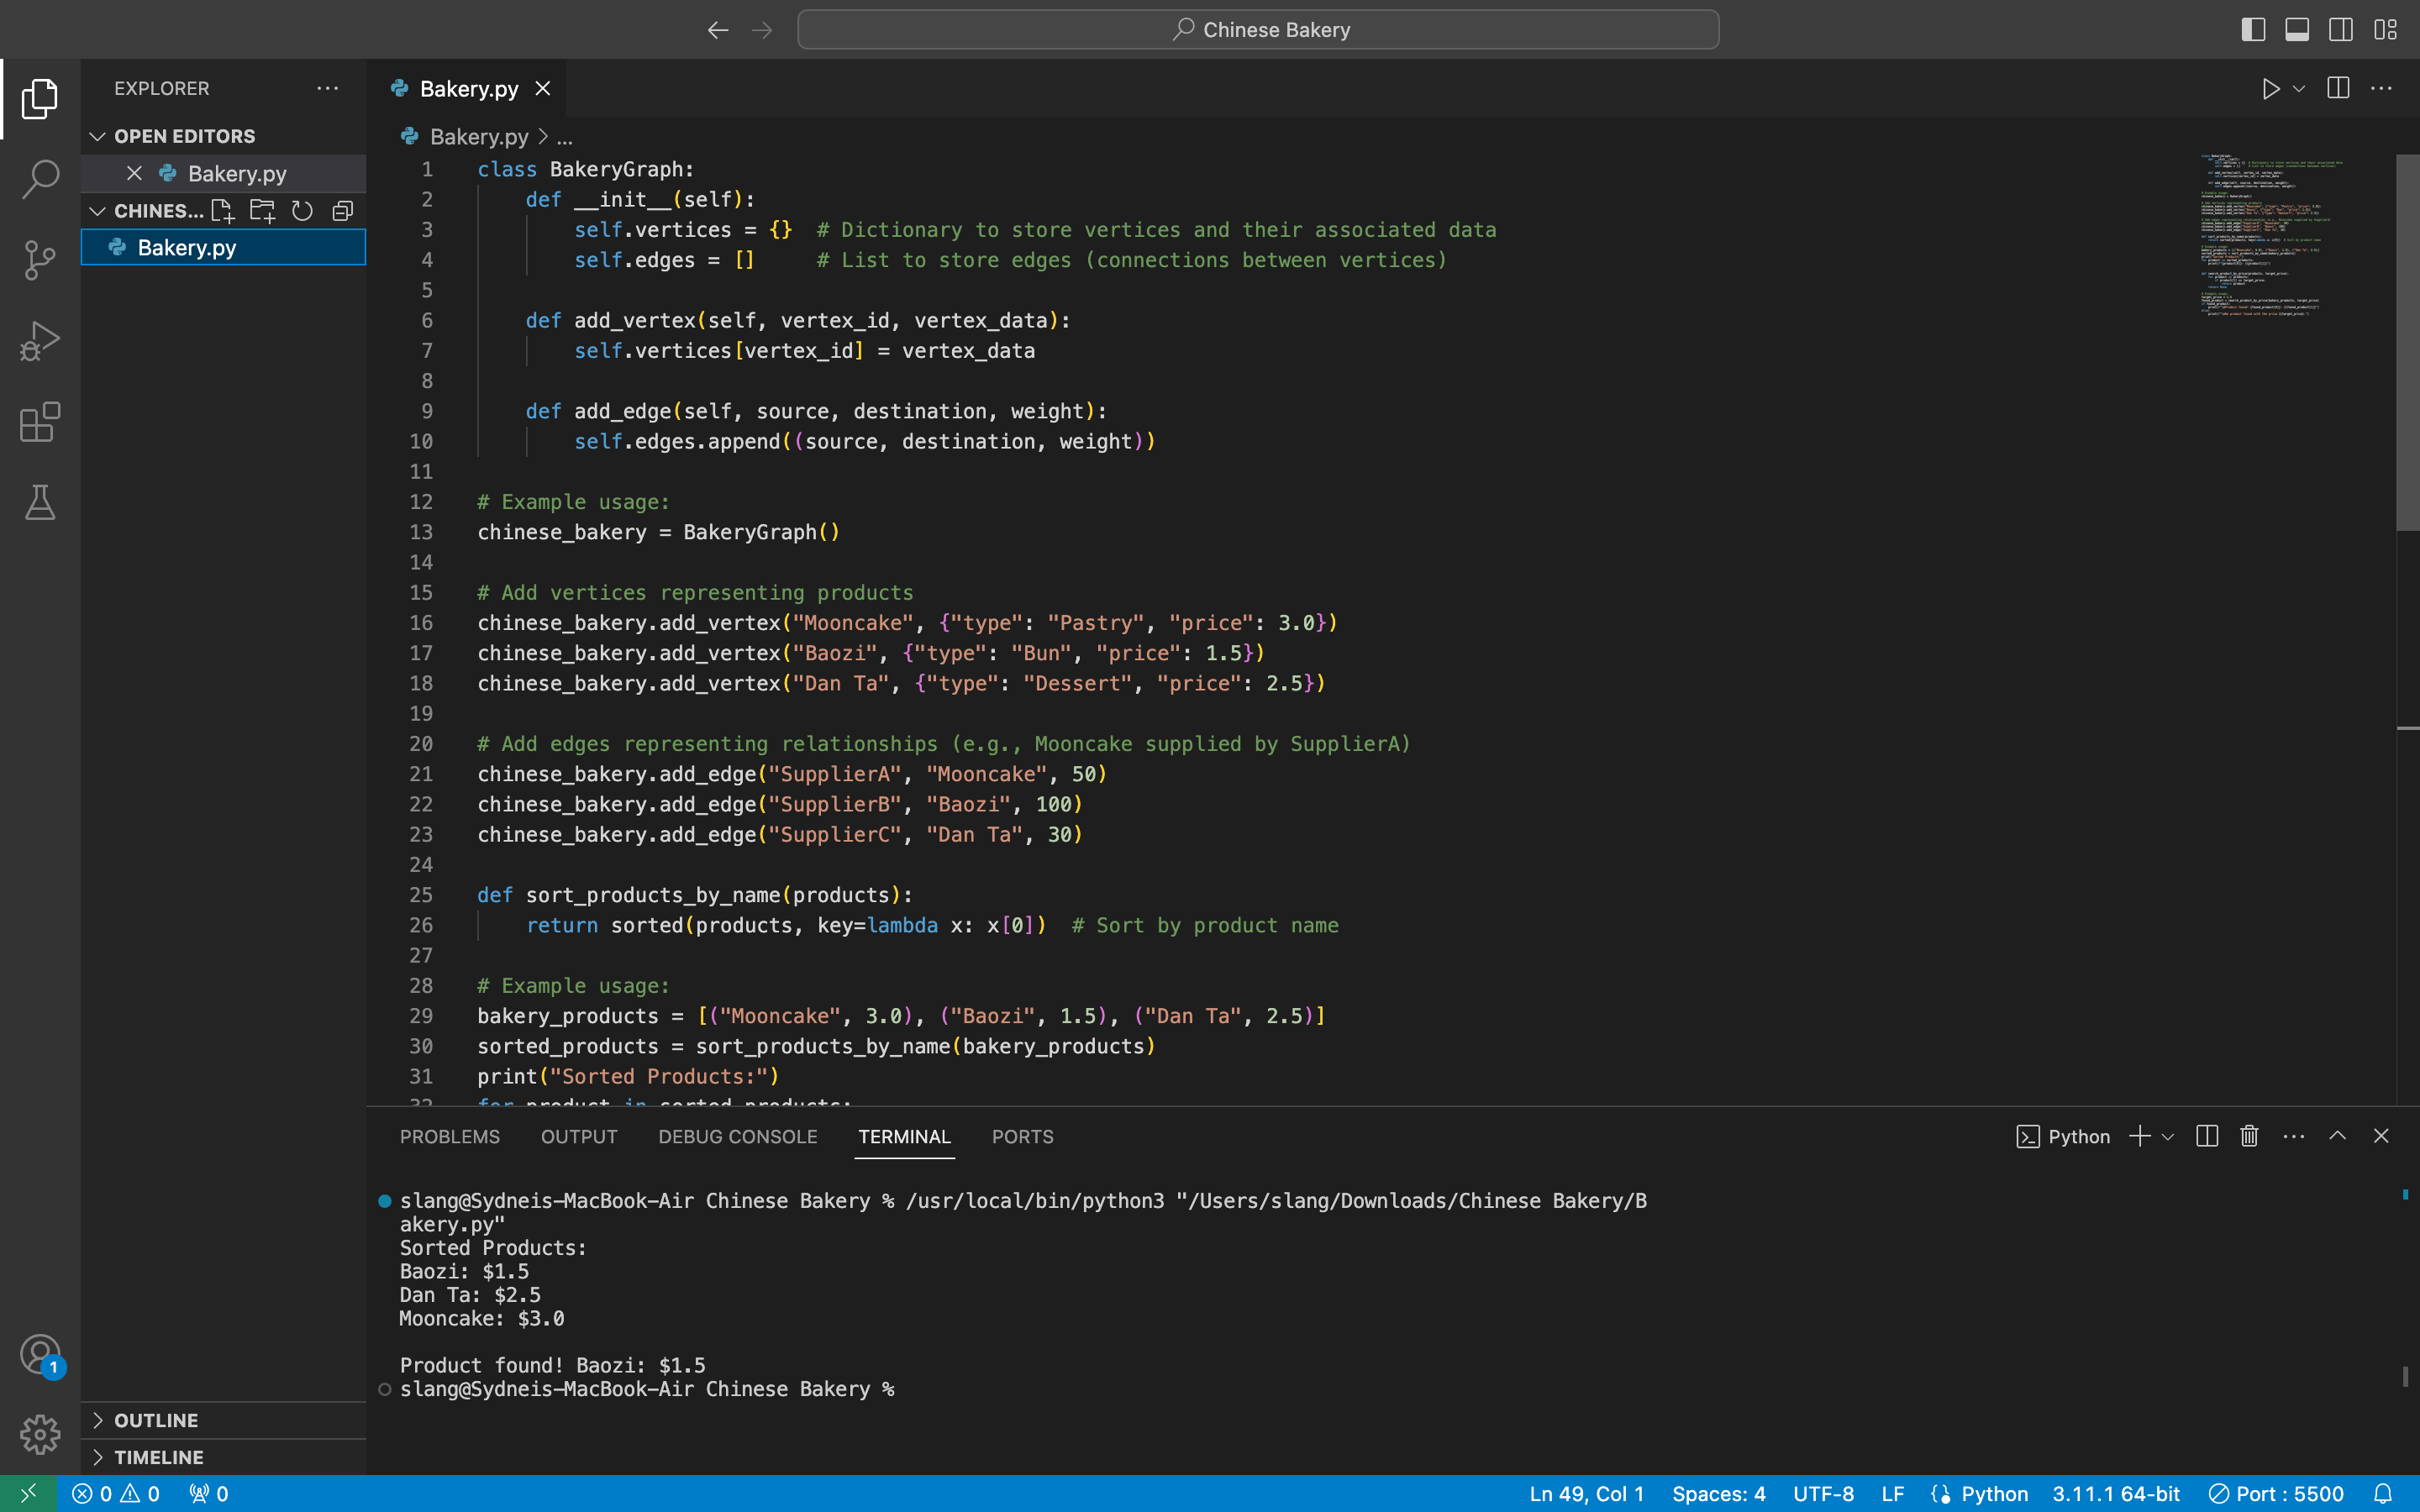 Chinese Bakery
EXPLORER
OPEN EDITORS
Bakery.py
CHINES...
Bakery.py
OUTLINE
TIMELINE
Bakery.py
Bakery.py > ...
1 class BakeryGraph:
2 def __init__(self):
3 self.vertices = {} # Dictionary to store vertices and their associated data
4 self.edges = [] # List to store edges (connections between vertices)
5
6 def add_vertex(self, vertex_id, vertex_data):
7 self.vertices[vertex_id] = vertex_data
8
9 def add_edge(self, source, destination, weight):
10 self.edges.append((source, destination, weight))
11
12 # Example usage:
13 chinese_bakery = BakeryGraph()
14
15 # Add vertices representing products
16 chinese_bakery.add_vertex("Mooncake", {"type": "Pastry", "price": 3.0})
17 chinese_bakery.add_vertex("Baozi", {"type": "Bun", "price": 1.5})
18 chinese_bakery.add_vertex("Dan Ta", {"type": "Dessert", "price": 2.5})
19
20 # Add edges representing relationships (e.g., Mooncake supplied by SupplierA)
21 chinese_bakery.add_edge("SupplierA", "Mooncake", 50)
22 chinese_bakery.add_edge("SupplierB", "Baozi", 100)
23 chinese_bakery.add_edge("SupplierC", "Dan Ta", 30)
24
25 def sort_products_by_name(products):
26 return sorted(products, key=lambda x: x[0]) # Sort by product name
27
28 # Example usage:
29 bakery_products = [("Mooncake", 3.0), ("Baozi", 1.5), ("Dan Ta", 2.5)]
30 sorted_products = sort_products_by_name(bakery_products)
31 print("Sorted Products:")
32 for product in sorted_products:
PROBLEMS OUTPUT DEBUG CONSOLE TERMINAL PORTS
Python
slang@Sydneis-MacBook-Air Chinese Bakery % /usr/local/bin/python3 "/Users/slang/Downloads/Chinese Bakery/B
akery.py"
Sorted Products:
Baozi: $1.5
Dan Ta: $2.5
Mooncake: $3.0
Product found! Baozi: $1.5
slang@Sydneis-MacBook-Air Chinese Bakery %
1
0 0 0
Ln 49, Col 1 Spaces: 4 UTF-8 LF Python 3.11.1 64-bit Port : 5500